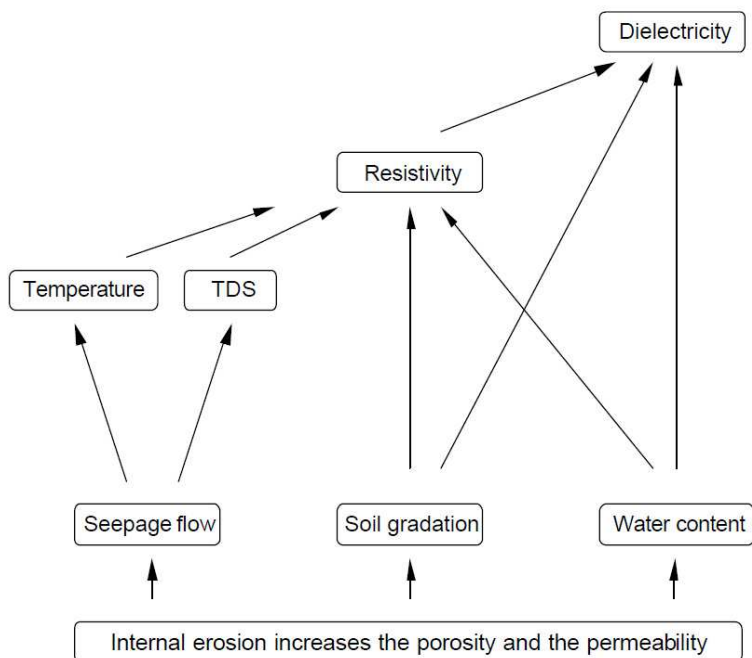 Dielectricity
Resistivity
Temperature
TDS
Seepage flow
Soil gradation
Water content
Internal erosion increases the porosity and the permeability